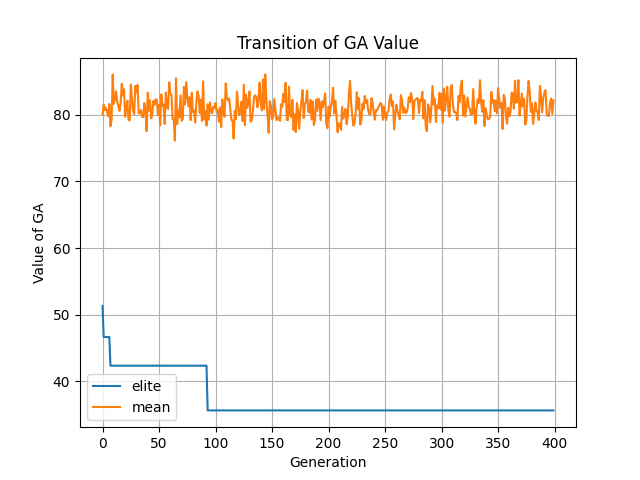 Transition of GA Value
Value of GA
80
70
60
50
40
elite
mean
0 50 100 150 200 250 300 350 400
Generation